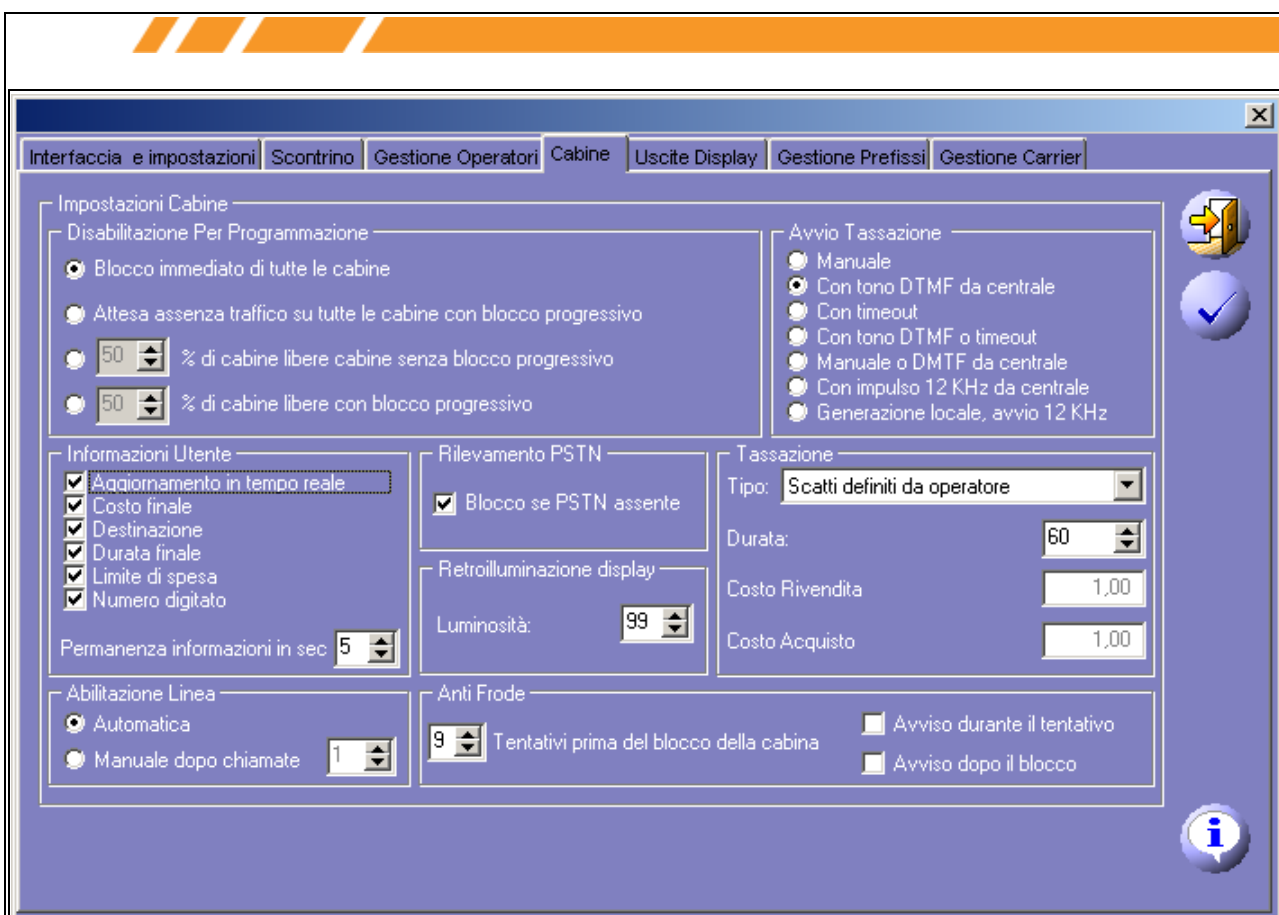 Interfaccia e impostazioni Scontrino Gestione Operatori Cabine Uscite Display Gestione Prefissi Gestione Carrier
Impostazioni Cabine
Disabilitazione Per Programmazione
Blocco immediato di tutte le cabine
Attesa assenza traffico su tutte le cabine con blocco progressivo
50 % di cabine libere cabine senza blocco progressivo
50 % di cabine libere con blocco progressivo
Avvio Tassazione
Manuale
Con tono DTMF da centrale
Con timeout
Con tono DTMF o timeout
Manuale o DMTF da centrale
Con impulso 12 KHz da centrale
Generazione locale, avvio 12 KHz
Informazioni Utente
Aggiornamento in tempo reale
Costo finale
Destinazione
Durata finale
Limite di spesa
Numero digitato
Permanenza informazioni in sec 5
Rilevamento PSTN
Blocco se PSTN assente
Retroilluminazione display
Luminosità: 99
Tassazione
Tipo: Scatti definiti da operatore
Durata: 60
Costo Rivendita 1,00
Costo Acquisto 1,00
Abilitazione Linea
Automatica
Manuale dopo chiamate 1
Anti Frode
9 Tentativi prima del blocco della cabina
Avviso durante il tentativo
Avviso dopo il blocco